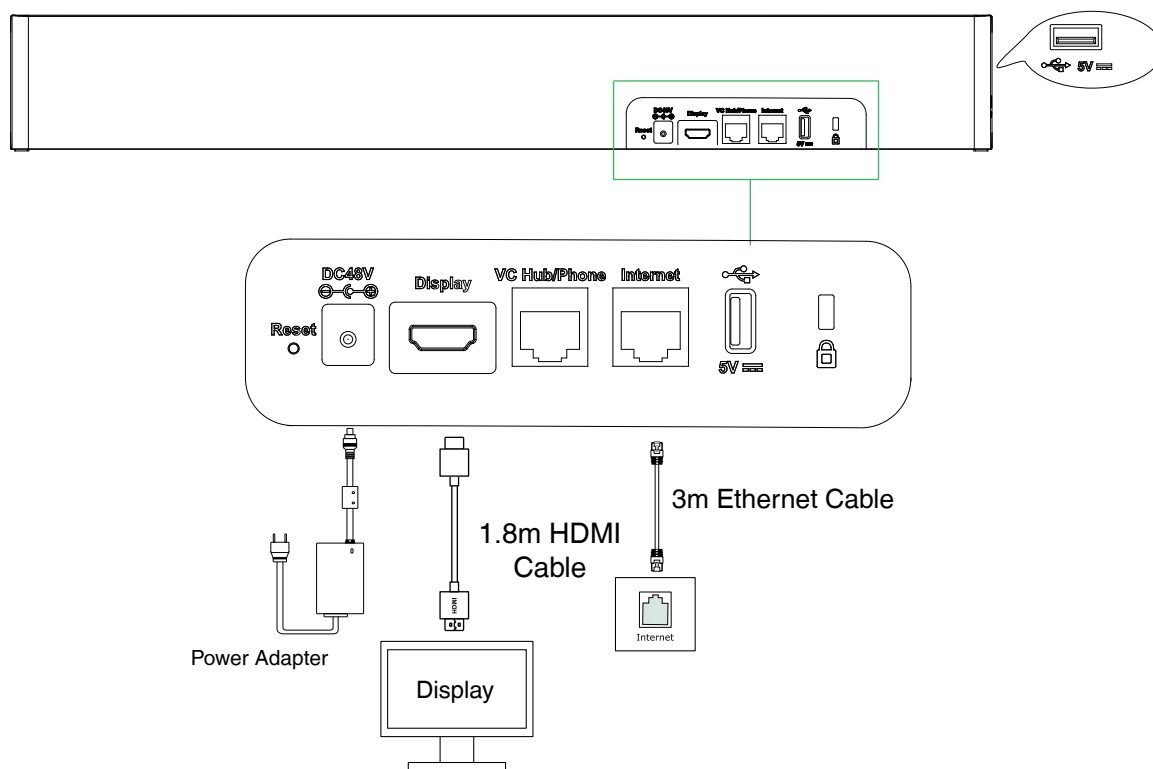 5V
DC48V
Display
VC Hub/Phone
Internet
Reset
5V
DC48V
Display
VC Hub/Phone
Internet
Reset
5V
3m Ethernet Cable
1.8m HDMI
Cable
HDMI
Internet
Power Adapter
Display